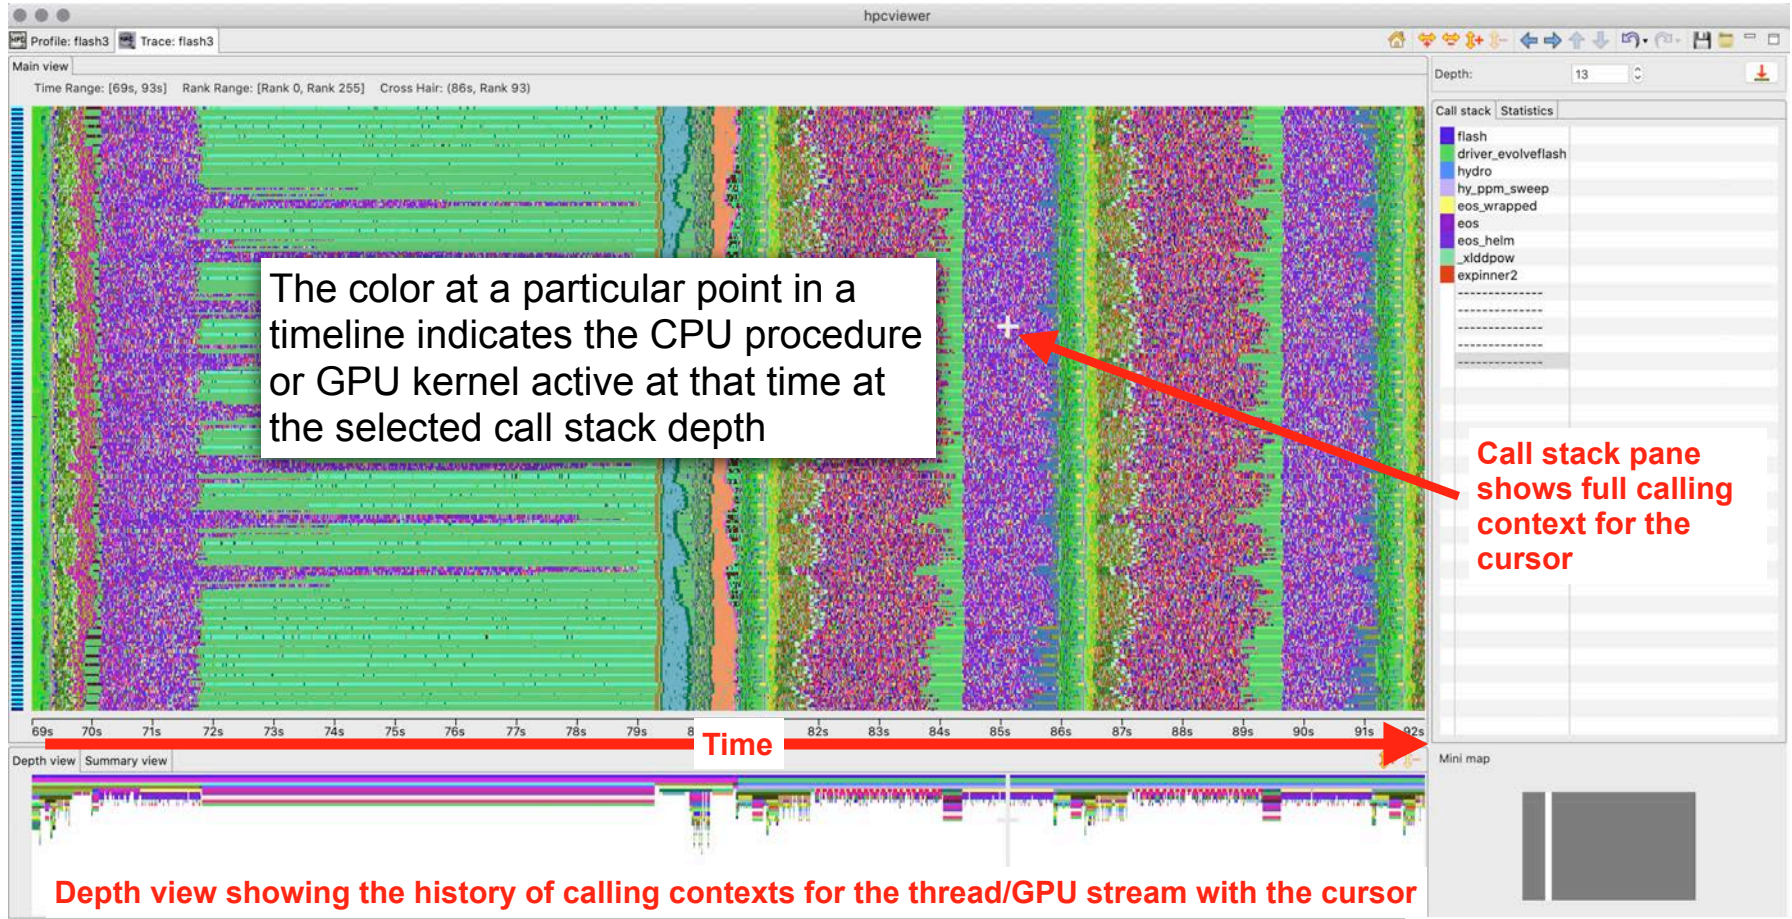 hpcviewer
Profile: flash3 Trace: flash3
Main view
Time Range: [69s, 93s] Rank Range: [Rank 0, Rank 255] Cross Hair: (86s, Rank 93)
Depth: 13
Call stack Statistics
flash
driver_evolveflash
hydro
hy_ppm_sweep
eos_wrapped
eos
eos_helm
_xlddpow
expinner2
--------------
--------------
--------------
--------------
--------------
The color at a particular point in a
timeline indicates the CPU procedure
or GPU kernel active at that time at
the selected call stack depth
Call stack pane
shows full calling
context for the
cursor
69s 70s 71s 72s 73s 74s 75s 76s 77s 78s 79s 8 82s 83s 84s 85s 86s 87s 88s 89s 90s 91s 92s
Time
Depth view Summary view
Mini map
Depth view showing the history of calling contexts for the thread/GPU stream with the cursor